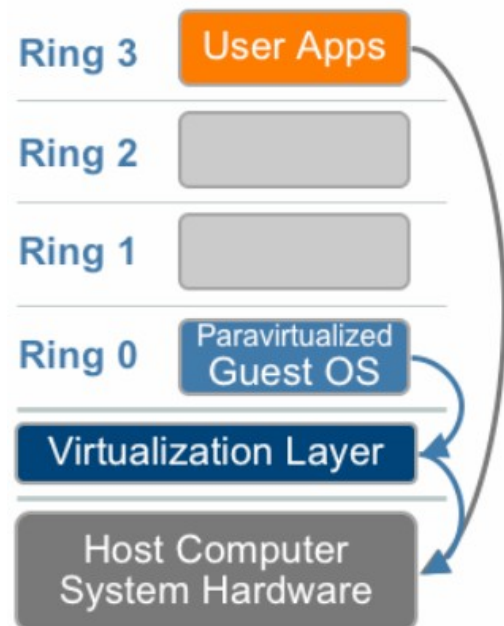 Ring 3
User Apps
Ring 2
Ring 1
Ring 0
Paravirtualized
Guest OS
Virtualization Layer
Host Computer
System Hardware